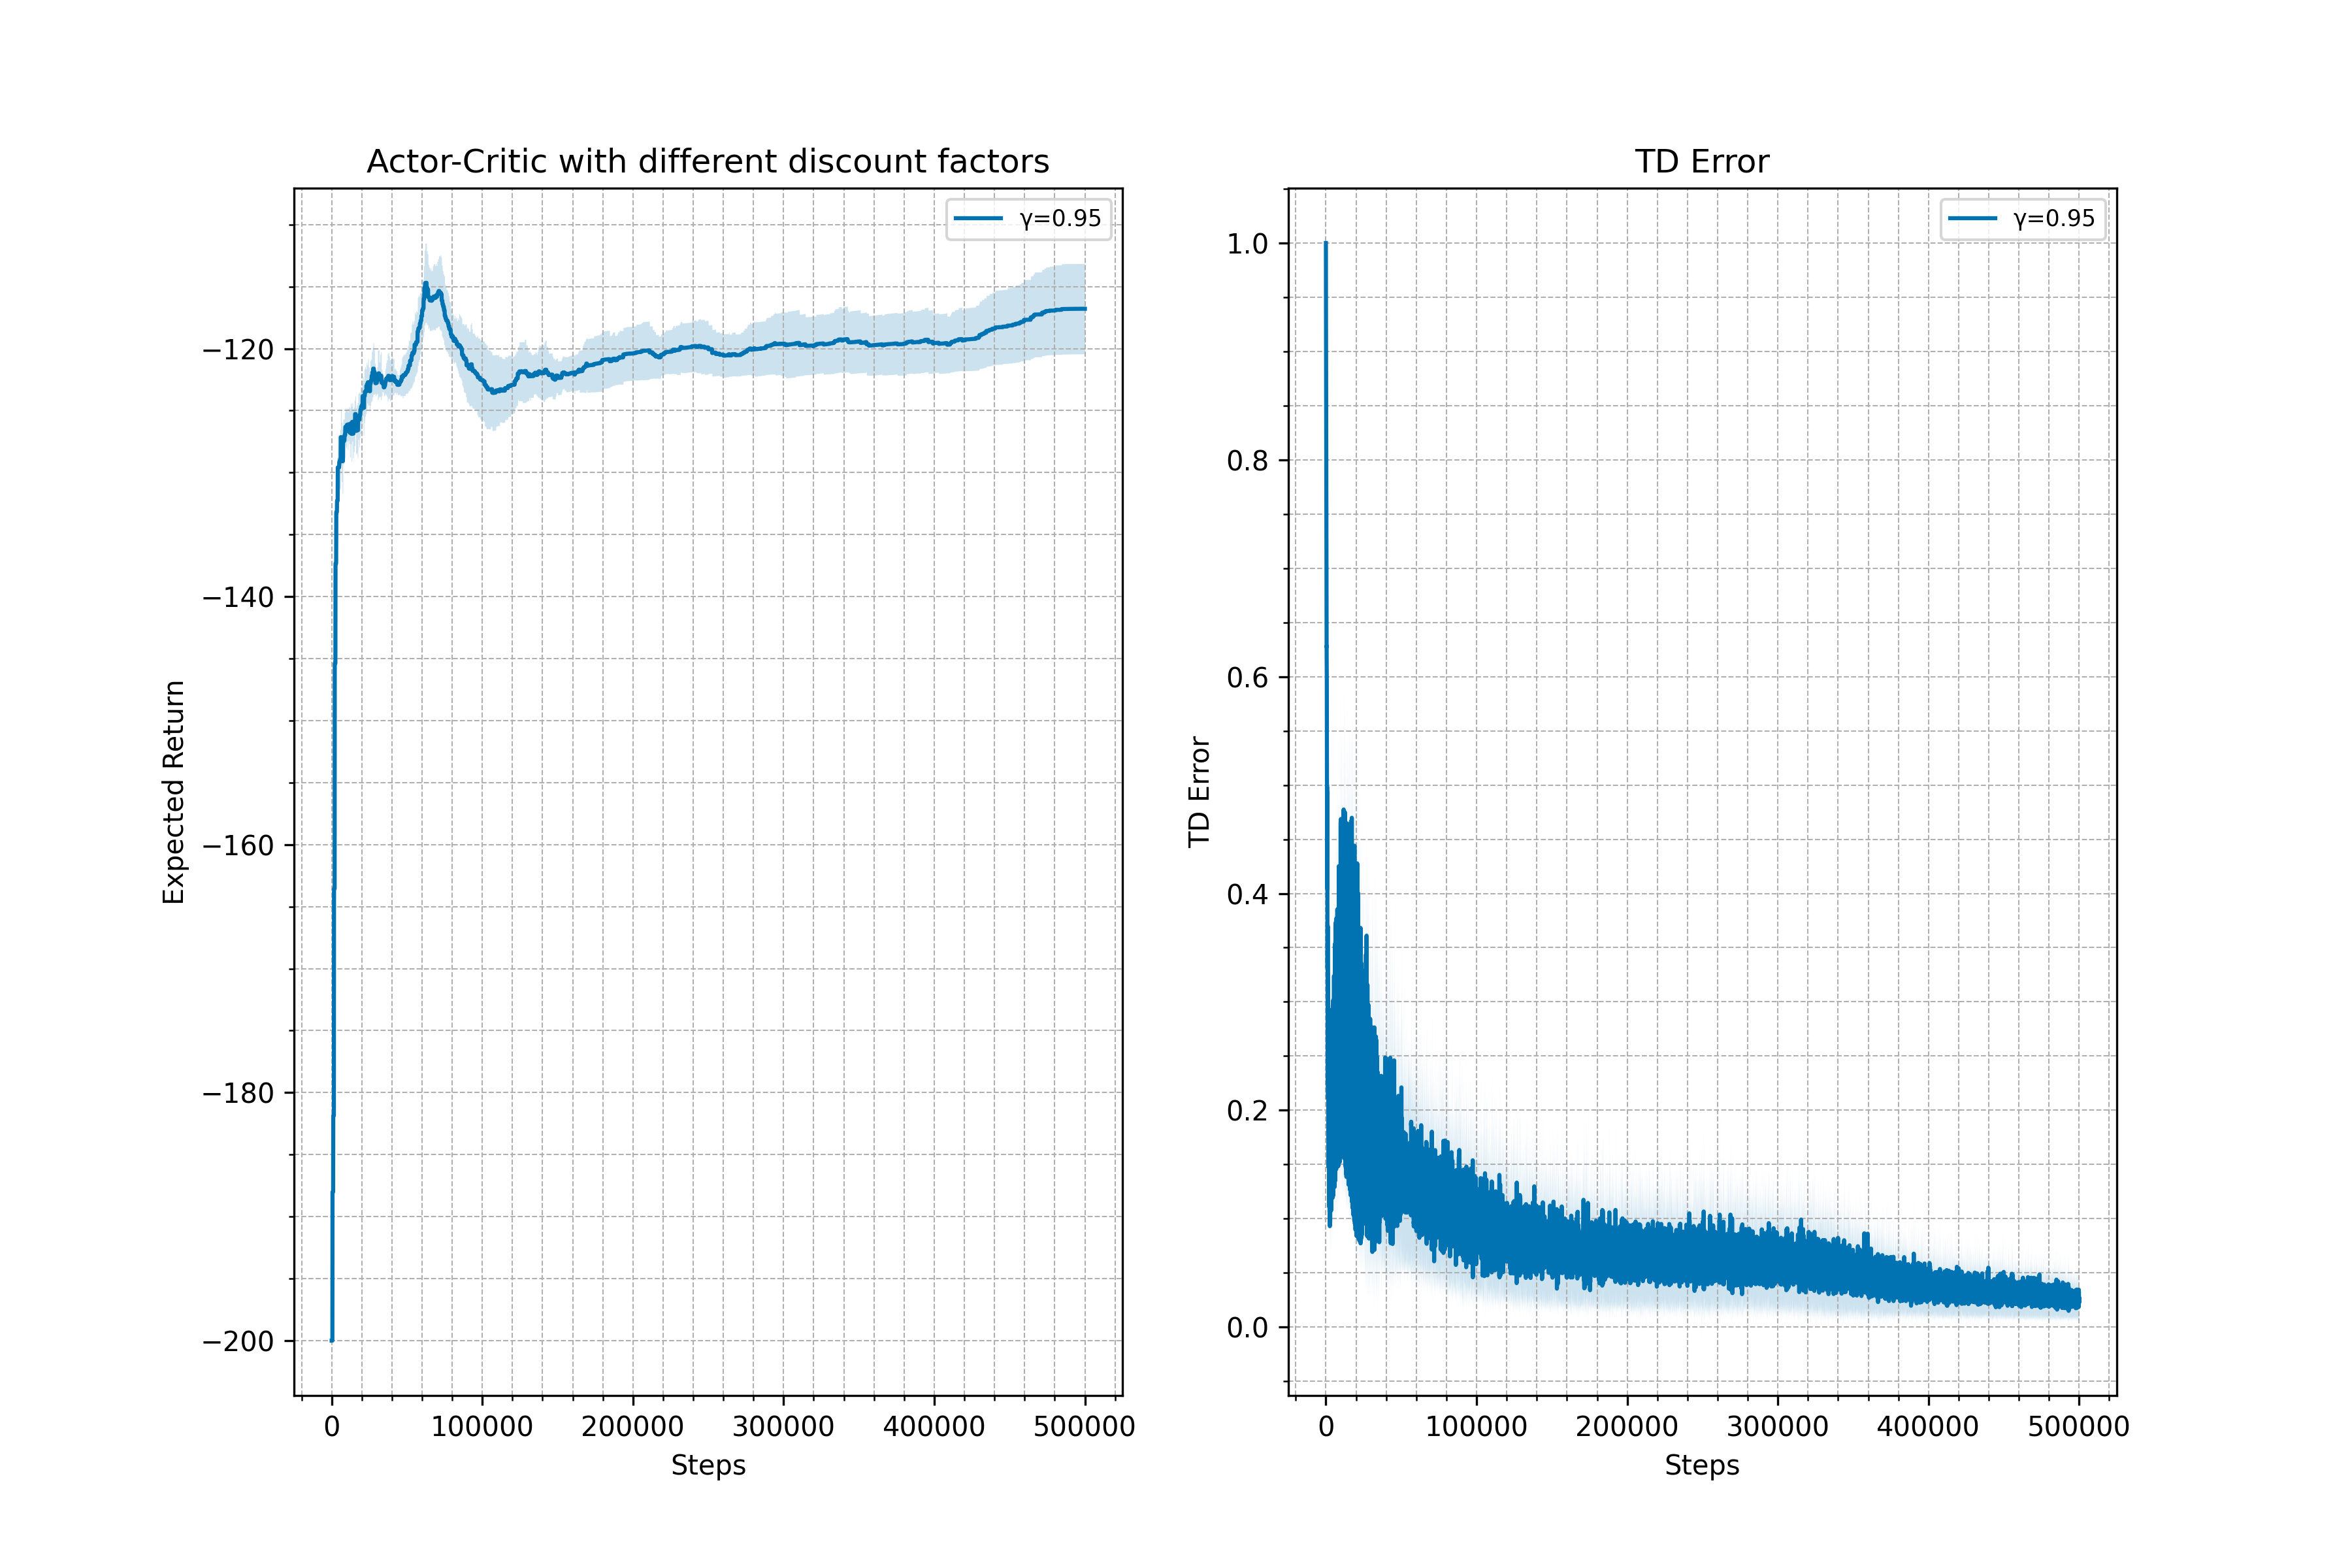 Actor-Critic with different discount factors
γ=0.95
−120
−140
−160
−180
−200
Expected Return
0 100000 200000 300000 400000 500000
Steps
TD Error
γ=0.95
1.0
0.8
0.6
0.4
0.2
0.0
TD Error
0 100000 200000 300000 400000 500000
Steps